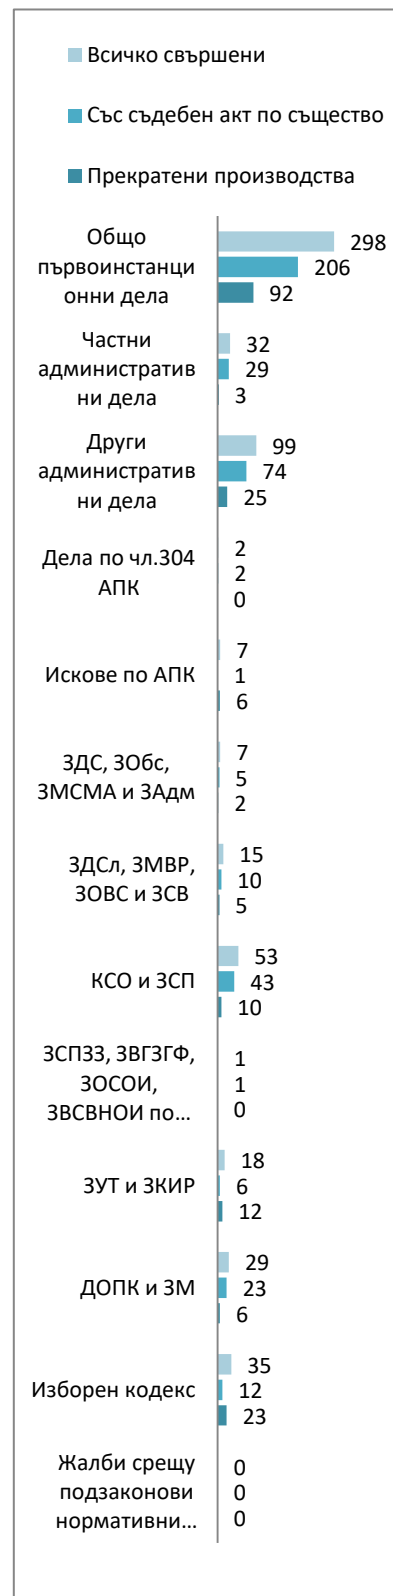 Всичко свършени
Със съдебен акт по същество
Прекратени производства
Общо
първоинстанци
онни дела
298
206
92
Частни
административ
ни дела
32
29
3
Други
административ
ни дела
99
74
25
Дела по чл.304
АПК
2
2
0
Искове по АПК
7
1
6
ЗДС, ЗОбс,
ЗМСМА и ЗАдм
7
5
2
ЗДСл, ЗМВР,
ЗОВС и ЗСВ
15
10
5
КСО и ЗСП
53
43
10
ЗСПЗЗ, ЗВГЗГФ,
ЗОСОИ,
ЗВСВНОИ по…
1
1
0
ЗУТ и ЗКИР
18
6
12
ДОПК и ЗМ
29
23
6
Изборен кодекс
35
12
23
Жалби срещу
подзаконови
нормативни…
0
0
0